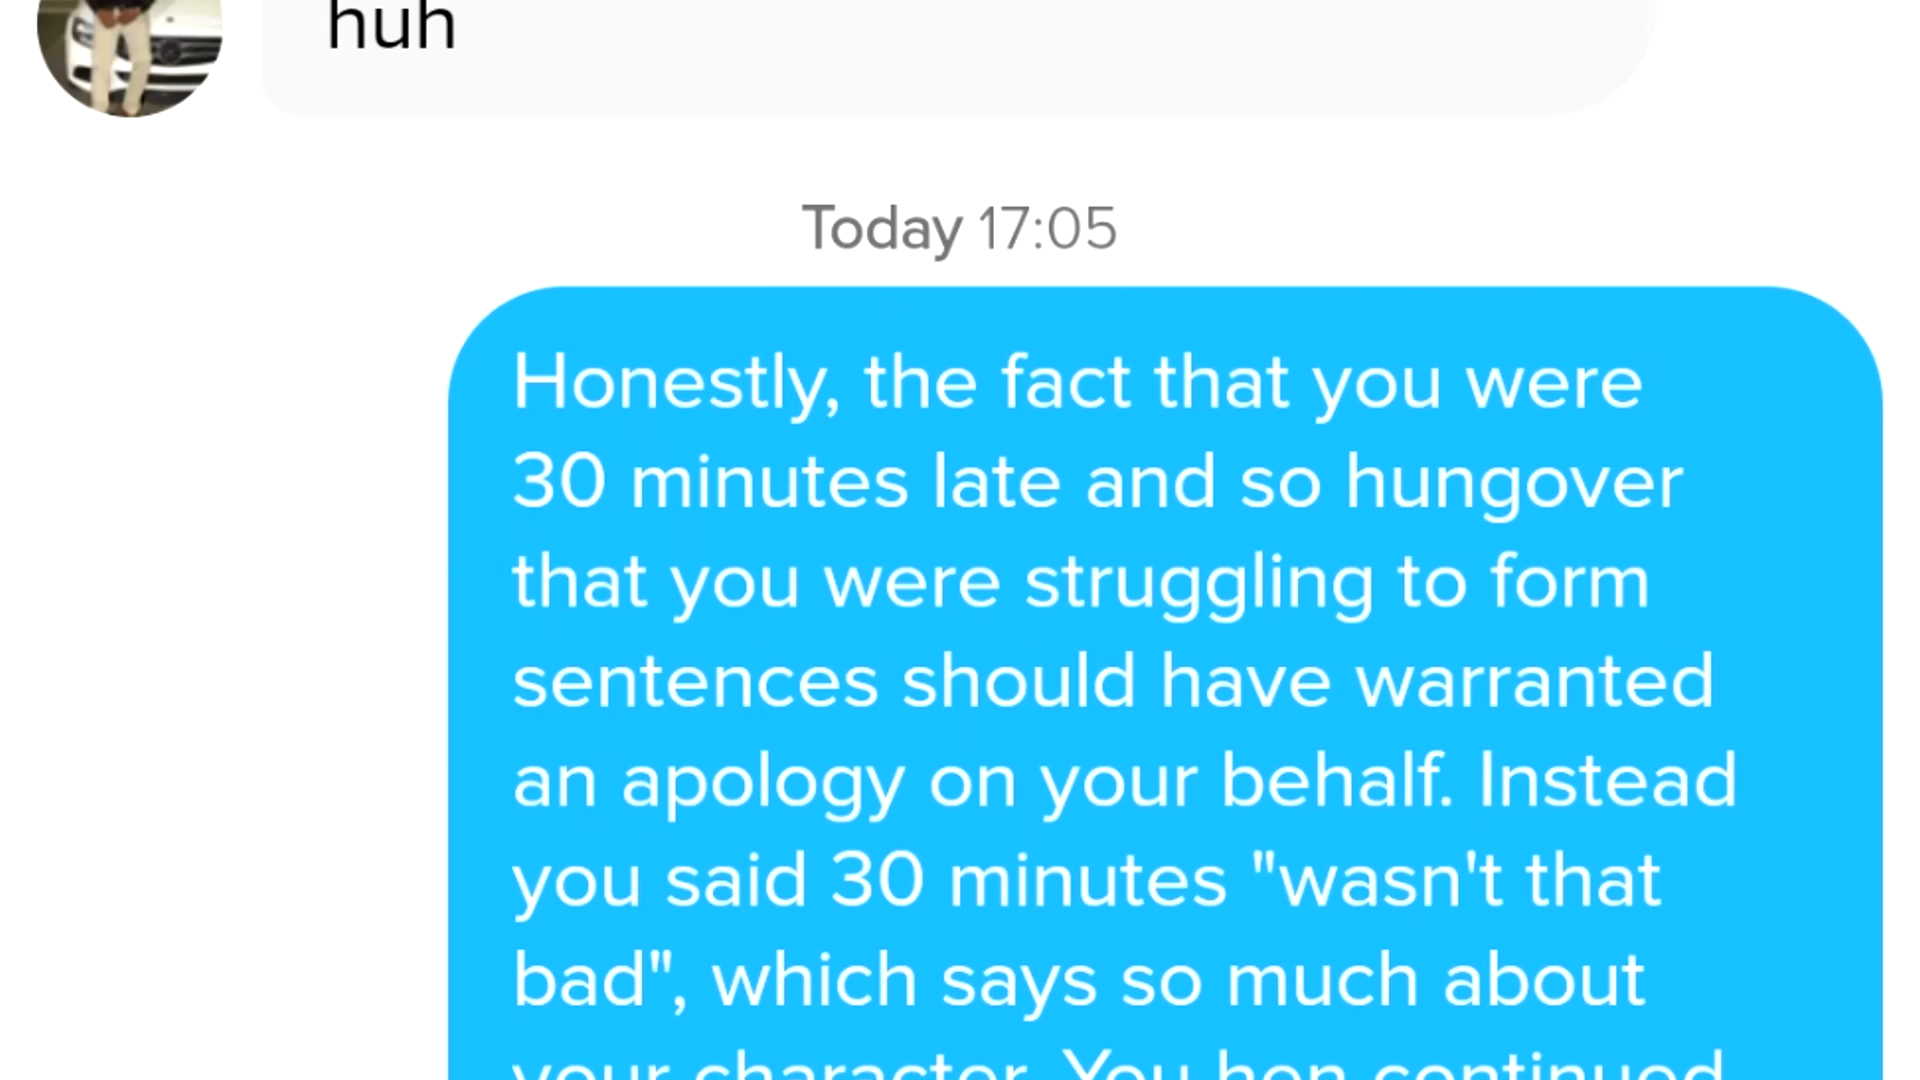 huh
Today 17:05
Honestly, the fact that you were
30 minutes late and so hungover
that you were struggling to form
sentences should have warranted
an apology on your behalf. Instead
you said 30 minutes "wasn't that
bad", which says so much about
your character. You hen continued